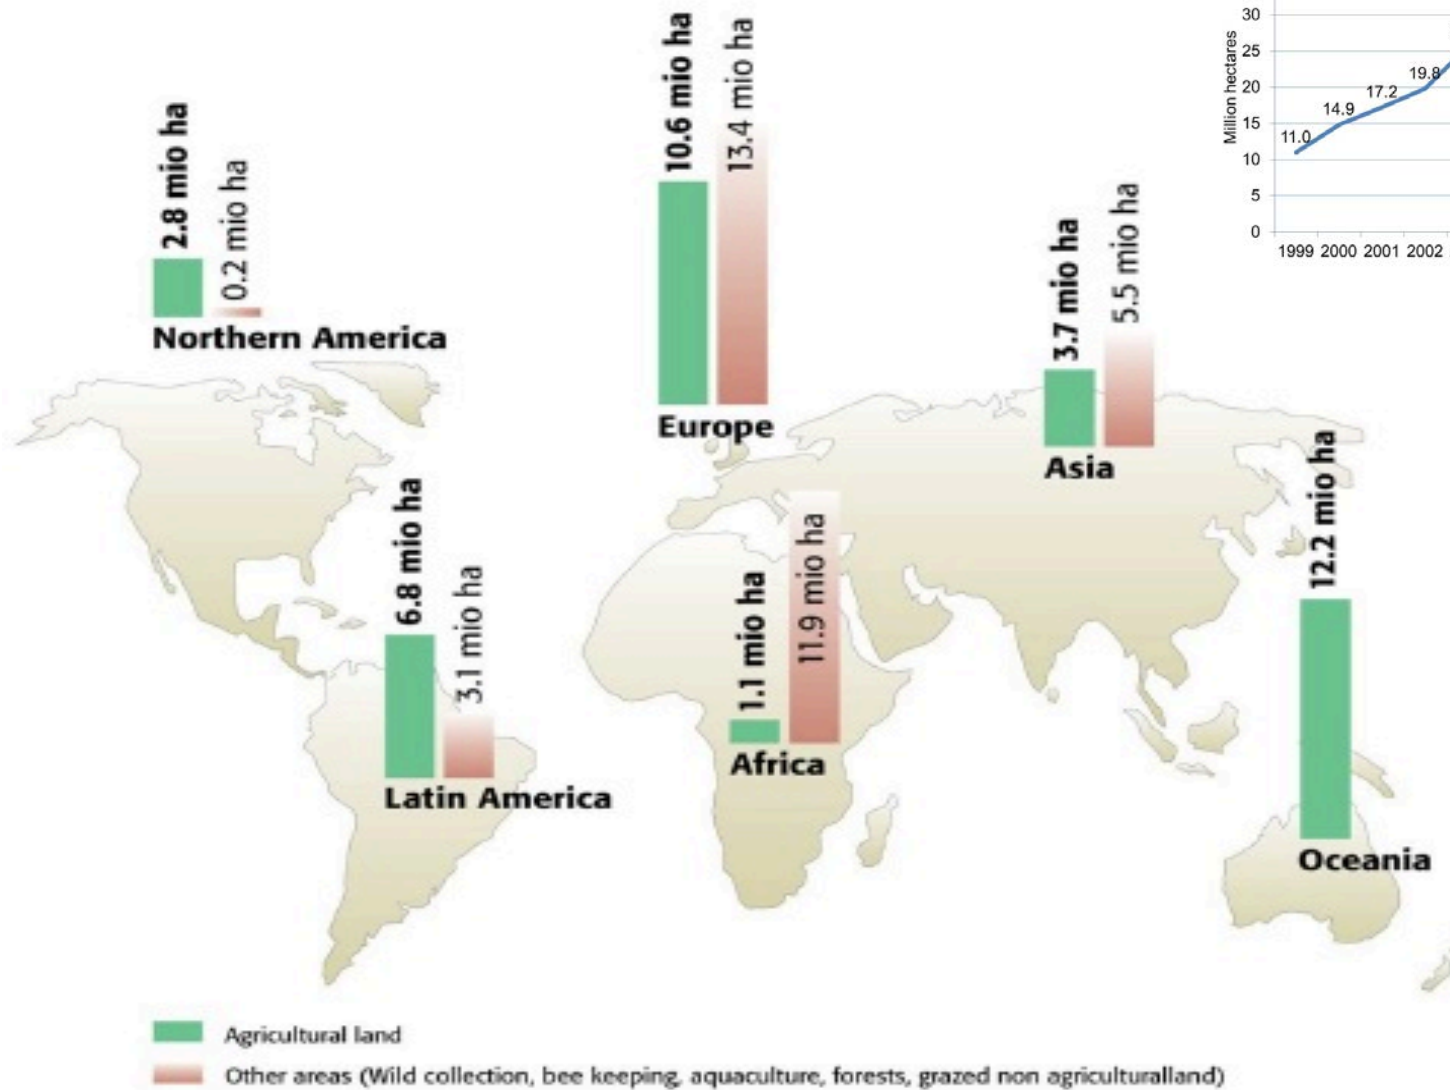 2.8 mio ha
0.2 mio ha
Northern America
10.6 mio ha
13.4 mio ha
Europe
3.7 mio ha
5.5 mio ha
Asia
12.2 mio ha
Oceania
6.8 mio ha
3.1 mio ha
Latin America
1.1 mio ha
11.9 mio ha
Africa
Million hectares
30
25
20
15
10
5
0
11.0
14.9
17.2
19.8
1999 2000 2001 2002
Agricultural land
Other areas (Wild collection, bee keeping, aquaculture, forests, grazed non agriculturalland)